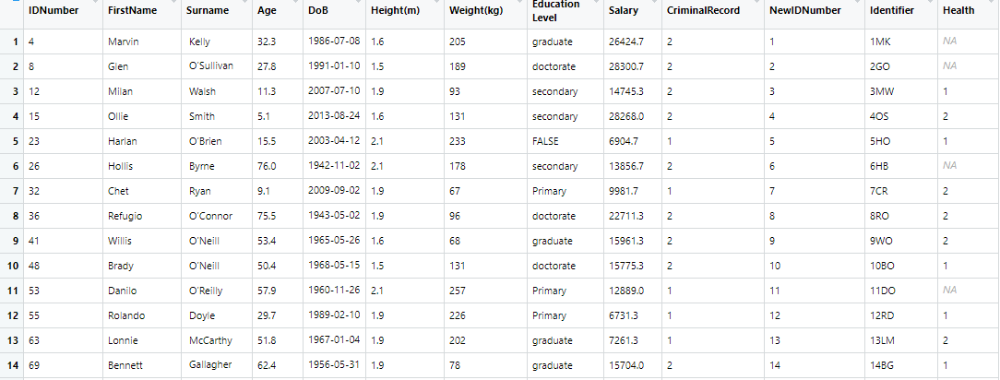 IDNumber FirstName Surname Age DoB Height(m) Weight(kg) Education Level Salary CriminalRecord NewIDNumber Identifier Health
1 4 Marvin Kelly 32.3 1986-07-08 1.6 205 graduate 26424.7 2 1 1MK NA
2 8 Glen O'Sullivan 27.8 1991-01-10 1.5 189 doctorate 28300.7 2 2 2GO NA
3 12 Milan Walsh 11.3 2007-07-10 1.9 93 secondary 14745.3 2 3 3MW 1
4 15 Ollie Smith 5.1 2013-08-24 1.6 131 secondary 28268.0 2 4 4OS 2
5 23 Harlan O'Brien 15.5 2003-04-12 2.1 233 FALSE 6904.7 1 5 5HO 1
6 26 Hollis Byrne 76.0 1942-11-02 2.1 178 secondary 13856.7 2 6 6HB NA
7 32 Chet Ryan 9.1 2009-09-02 1.9 67 Primary 9981.7 1 7 7CR 2
8 36 Refugio O'Connor 75.5 1943-05-02 1.9 96 doctorate 22711.3 2 8 8RO 2
9 41 Willis O'Neill 53.4 1965-05-26 1.6 68 graduate 15961.3 2 9 9WO 2
10 48 Brady O'Neill 50.4 1968-05-15 1.5 131 doctorate 15775.3 2 10 10BO 1
11 53 Danilo O'Reilly 57.9 1960-11-26 2.1 257 Primary 12889.0 1 11 11DO NA
12 55 Rolando Doyle 29.7 1989-02-10 1.9 226 Primary 6731.3 1 12 12RD 1
13 63 Lonnie McCarthy 51.8 1967-01-04 1.9 202 graduate 7261.3 1 13 13LM 2
14 69 Bennett Gallagher 62.4 1956-05-31 1.9 78 graduate 15704.0 2 14 14BG 1